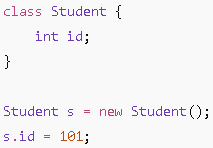 class Student {
    int id;
}

Student s = new Student();
s.id = 101;